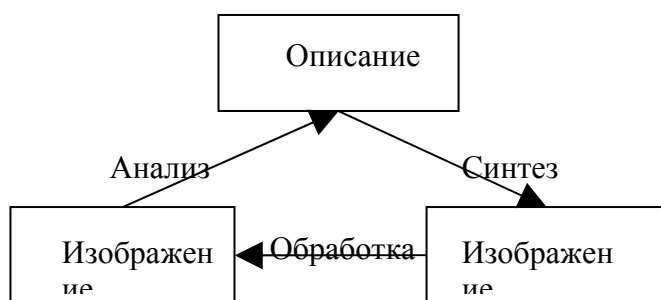 Описание
Анализ
Синтез
Изображен
ие
Обработка
Изображен
ие